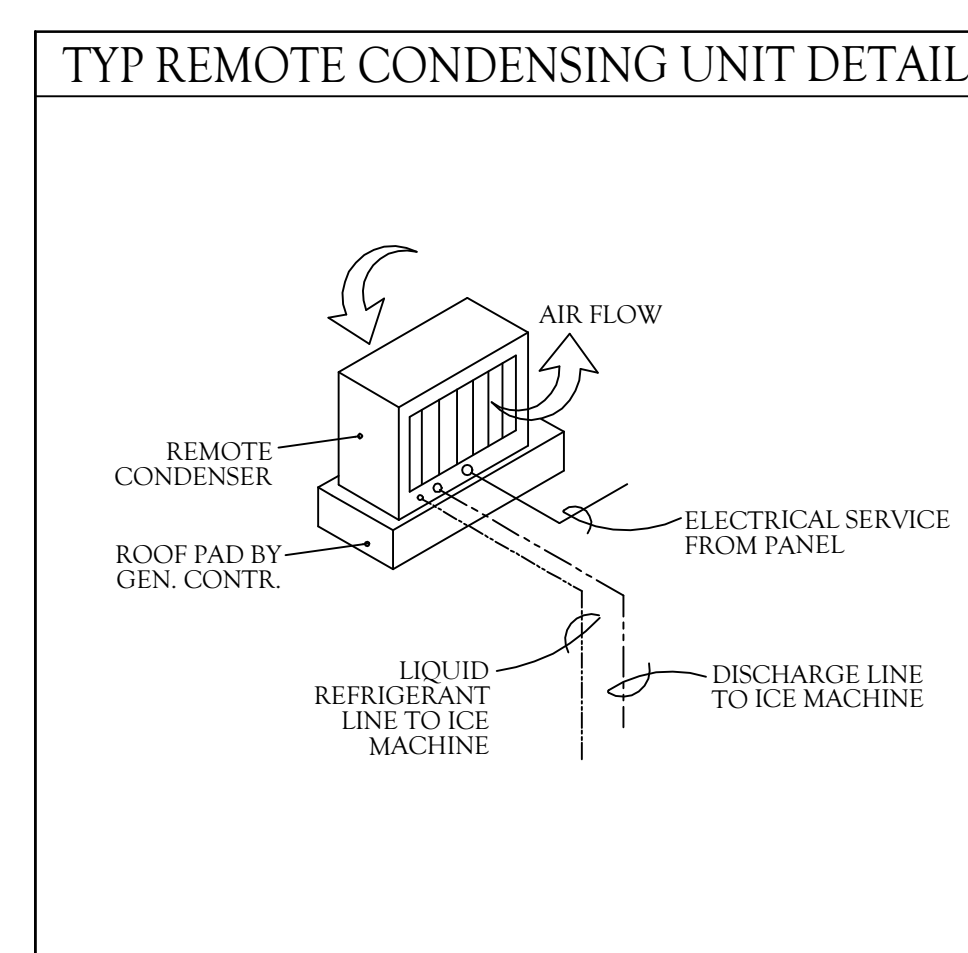 TYP REMOTE CONDENSING UNIT DETAIL
AIR FLOW
REMOTE
CONDENSER
ELECTRICAL SERVICE
FROM PANEL
ROOF PAD BY
GEN. CONTR.
LIQUID
REFRIGERANT
LINE TO ICE
MACHINE
DISCHARGE LINE
TO ICE MACHINE